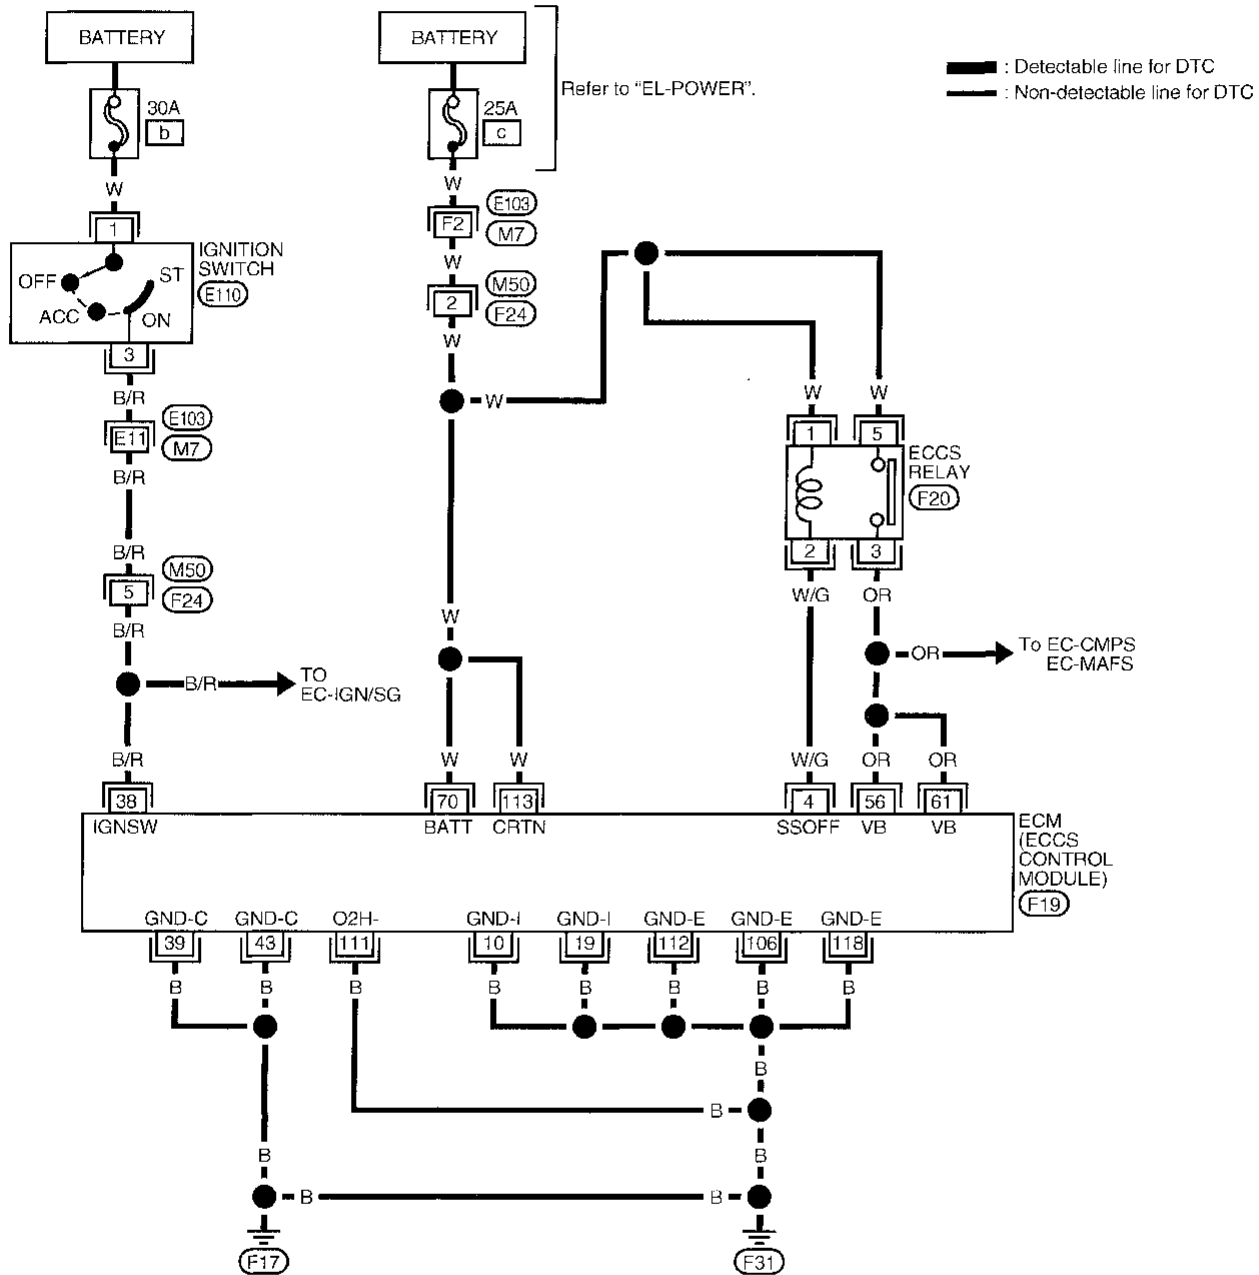 BATTERY
BATTERY
Refer to "EL-POWER".
: Detectable line for DTC
: Non-detectable line for DTC
30A
b
25A
c
W
W
1
F2
E103
M7
IGNITION
SWITCH
E110
OFF
ST
ACC
ON
W
2
M50
F24
W
3
B/R
E11
E103
M7
B/R
W
W
W
1
5
ECCS
RELAY
F20
B/R
5
M50
F24
B/R
2
3
W/G
OR
W
B/R
TO
EC-IGN/SG
OR
To EC-CMPS
EC-MAFS
B/R
W
W
W/G
OR
OR
38
70
113
4
56
61
IGNSW
BATT
CRTN
SSOFF
VB
VB
ECM
(ECCS
CONTROL
MODULE)
F19
GND-C
GND-C
O2H-
GND-I
GND-I
GND-E
GND-E
GND-E
39
43
111
10
19
112
106
118
B
B
B
B
B
B
B
B
B
B
B
B
B
B
F17
F31